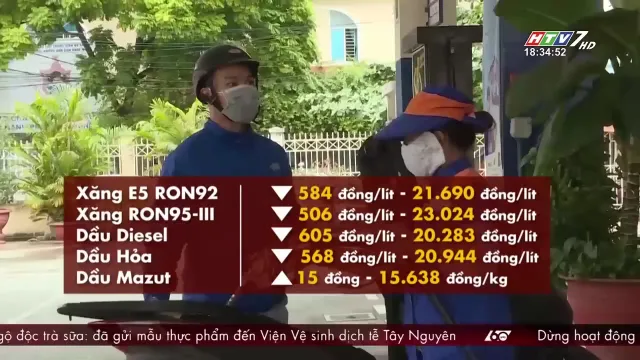 HTV7 HD
18:34:52
Xăng E5 RON92 ▼ 584 đồng/lít - 21.690 đồng/lít
Xăng RON95-III ▼ 506 đồng/lít - 23.024 đồng/lít
Dầu Diesel ▼ 605 đồng/lít - 20.283 đồng/lít
Dầu Hỏa ▼ 568 đồng/lít - 20.944 đồng/lít
Dầu Mazut ▲ 15 đồng - 15.638 đồng/kg
gộ độc trà sữa: đã gửi mẫu thực phẩm đến Viện Vệ sinh dịch tễ Tây Nguyên 60 Dừng hoạt động